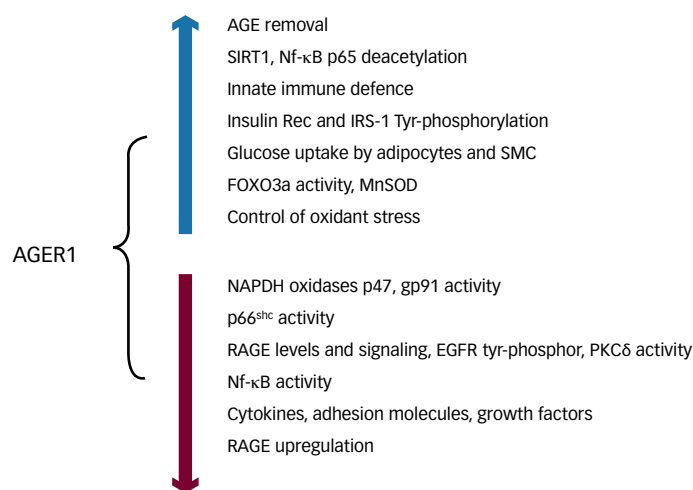 AGE removal
SIRT1, Nf-κB p65 deacetylation
Innate immune defence
Insulin Rec and IRS-1 Tyr-phosphorylation
Glucose uptake by adipocytes and SMC
FOXO3a activity, MnSOD
Control of oxidant stress
AGER1
NAPDH oxidases p47, gp91 activity
p66shc activity
RAGE levels and signaling, EGFR tyr-phosphor, PKCδ activity
Nf-κB activity
Cytokines, adhesion molecules, growth factors
RAGE upregulation